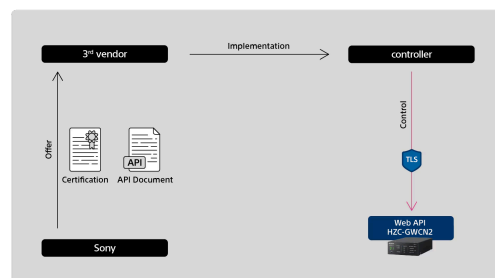 3rd vendor
Implementation
controller
Offer
Control
API
TLS
Certification
API Document
Sony
Web API
HZC-GWCN2